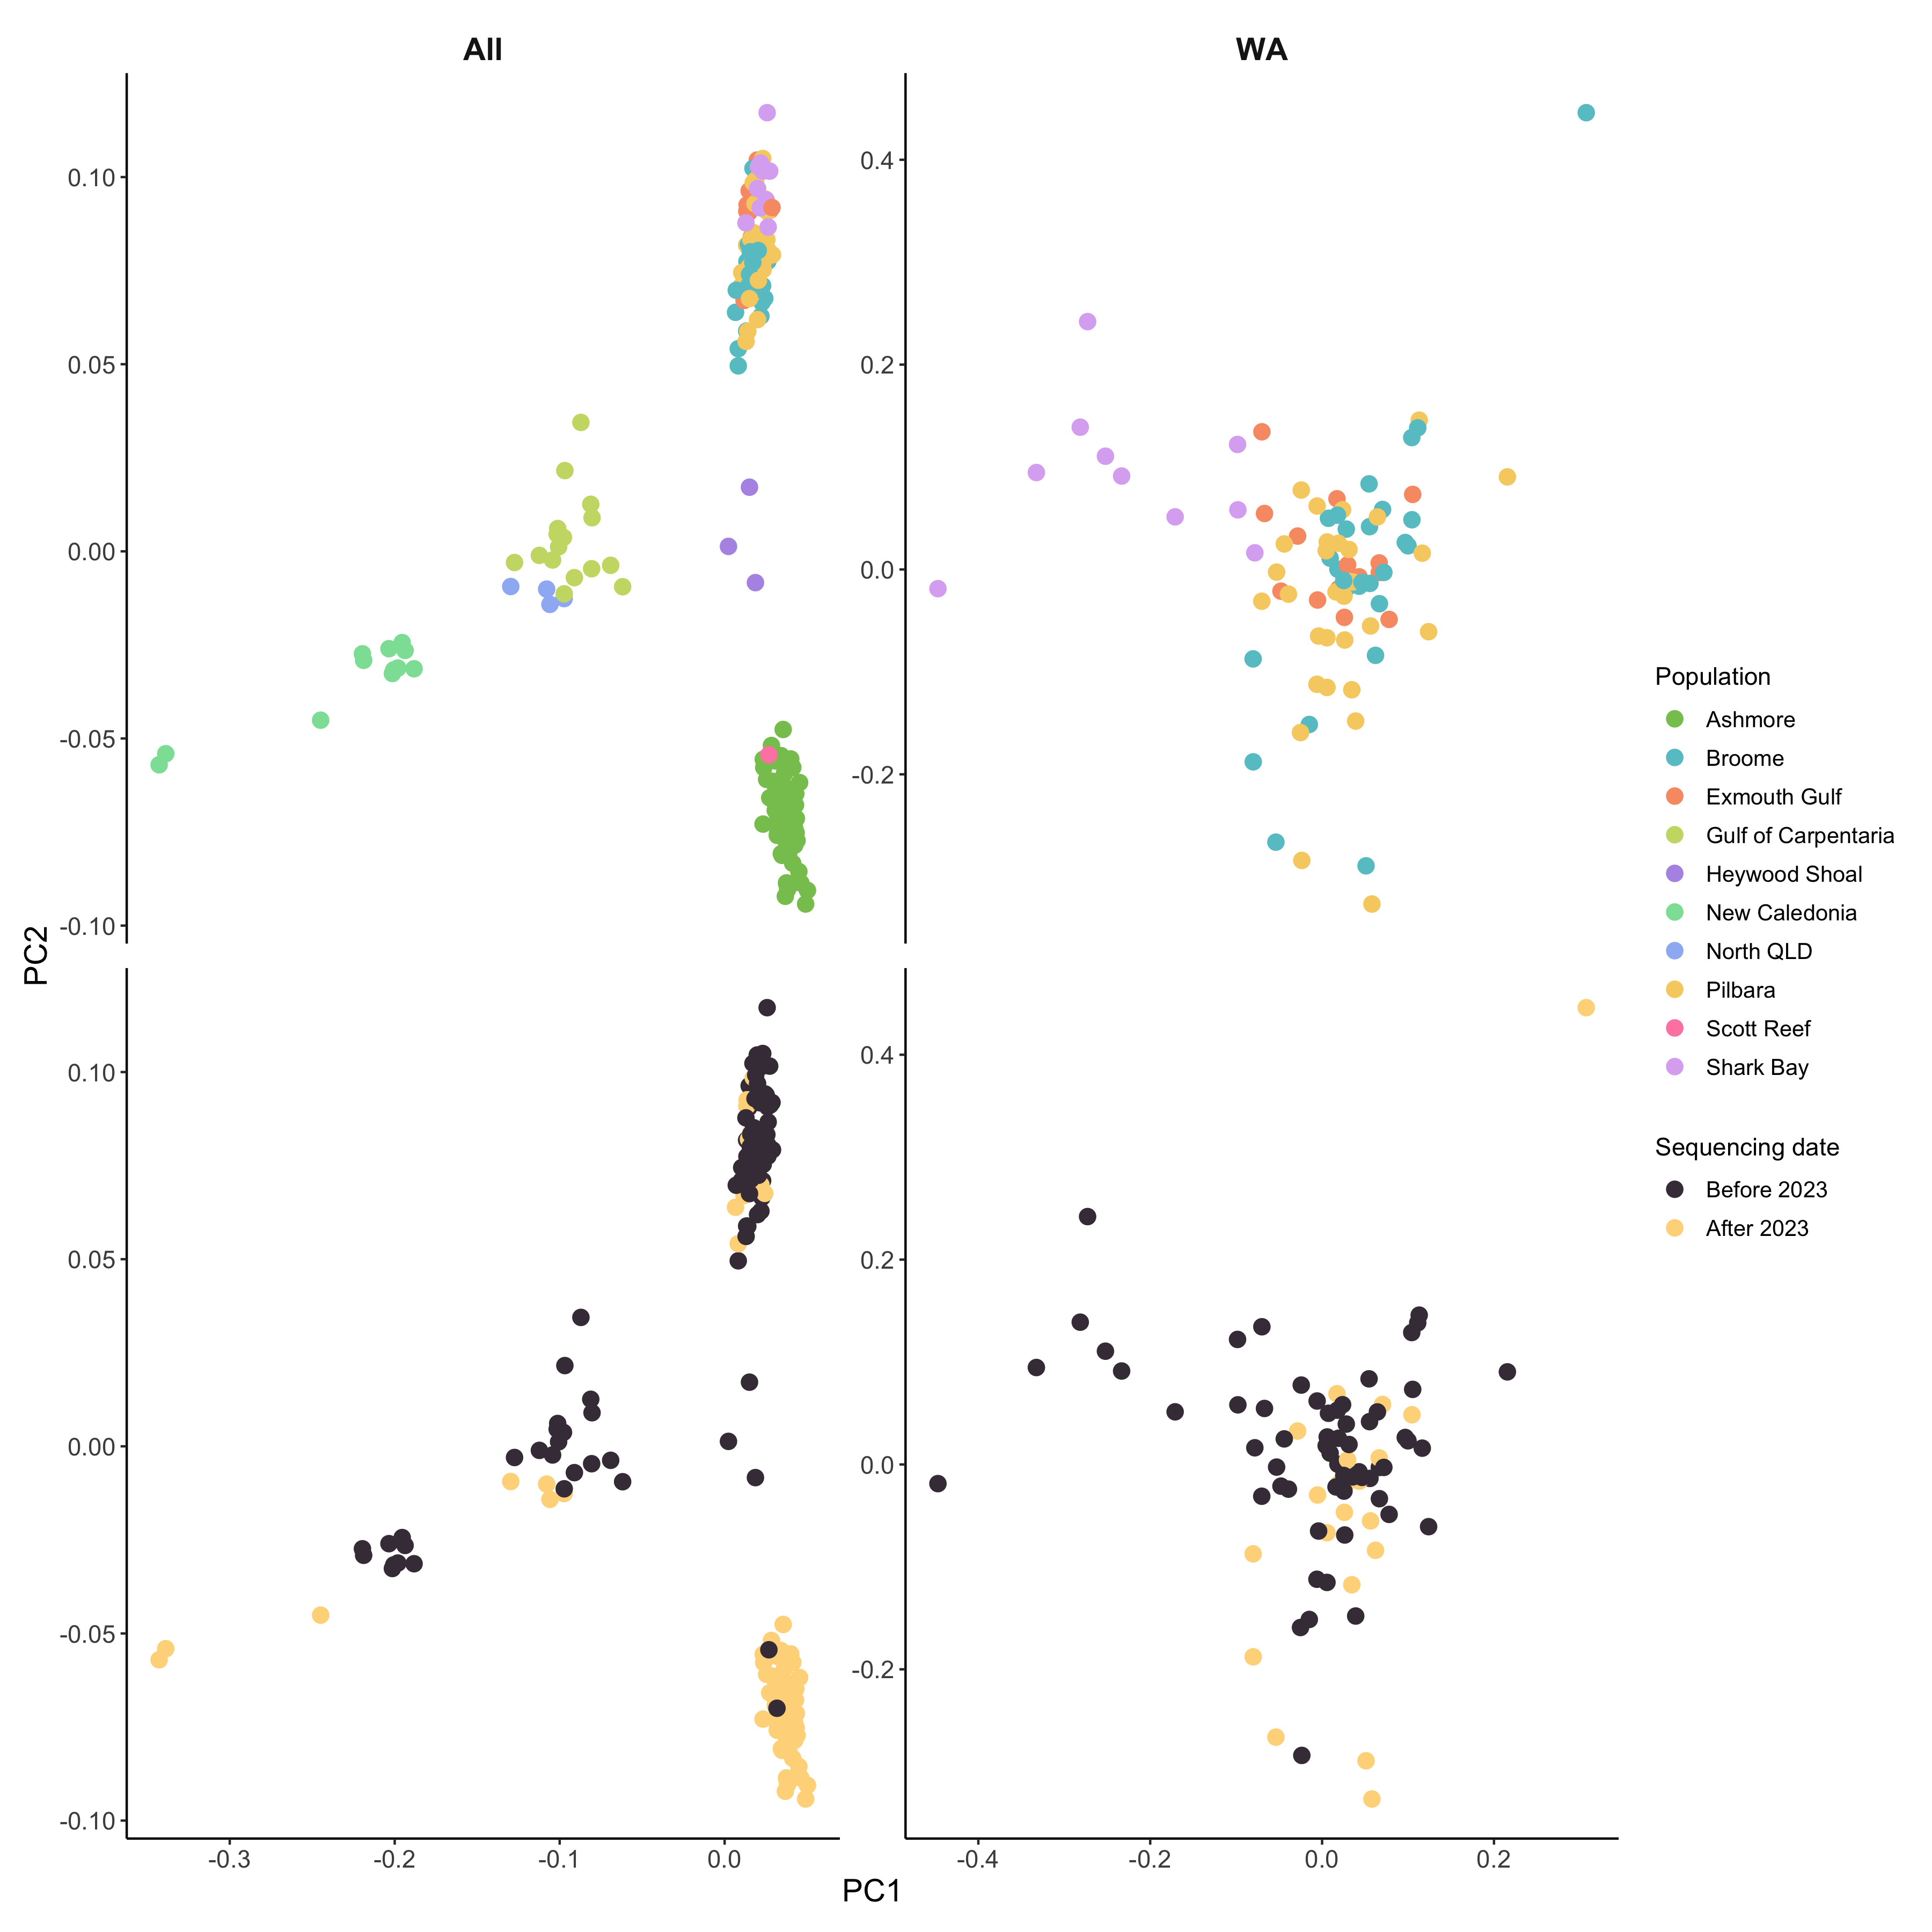 All
WA
0.10
0.05
0.00
-0.05
-0.10
0.4
0.2
0.0
-0.2
0.10
0.05
0.00
-0.05
-0.10
0.4
0.2
0.0
-0.2
PC2
-0.3
-0.2
-0.1
0.0
-0.4
-0.2
0.0
0.2
PC1
Population
Ashmore
Broome
Exmouth Gulf
Gulf of Carpentaria
Heywood Shoal
New Caledonia
North QLD
Pilbara
Scott Reef
Shark Bay
Sequencing date
Before 2023
After 2023